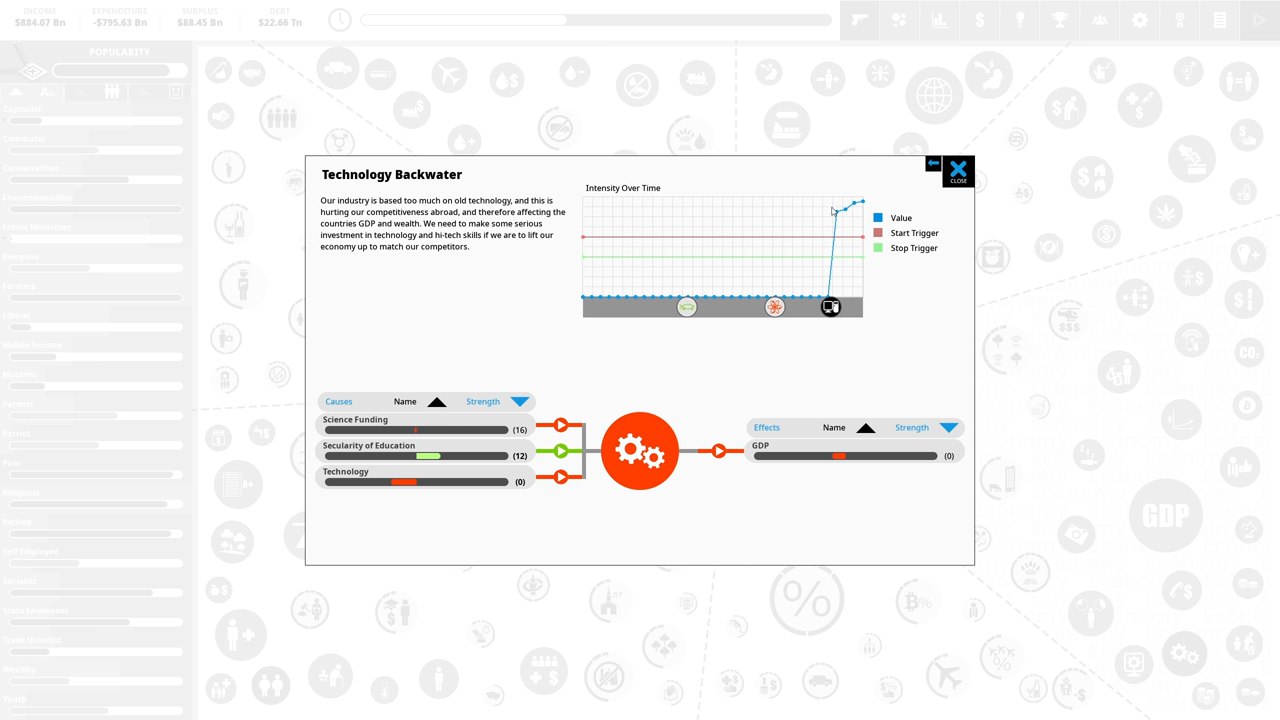 INCOME
$884.07 Bn
EXPENDITURE
-$795.63 Bn
SURPLUS
$88.45 Bn
DEBT
$22.66 Tn
POPULARITY
Capitalist
Commuter
Conservatives
Environmentalist
Ethnic Minorities
Everyone
Farmers
Liberal
Middle Income
Motorist
Parents
Patriot
Poor
Religious
Retired
Self Employed
Socialist
State Employees
Trade Unionist
Wealthy
Youth
Technology Backwater
Our industry is based too much on old technology, and this is
hurting our competitiveness abroad, and therefore affecting the
countries GDP and wealth. We need to make some serious
investment in technology and hi-tech skills if we are to lift our
economy up to match our competitors.
Intensity Over Time
Value
Start Trigger
Stop Trigger
CLOSE
Causes Name Strength
Science Funding
(16)
Secularity of Education
(12)
Technology
(0)
Effects Name Strength
GDP
(0)
GDP
CO2